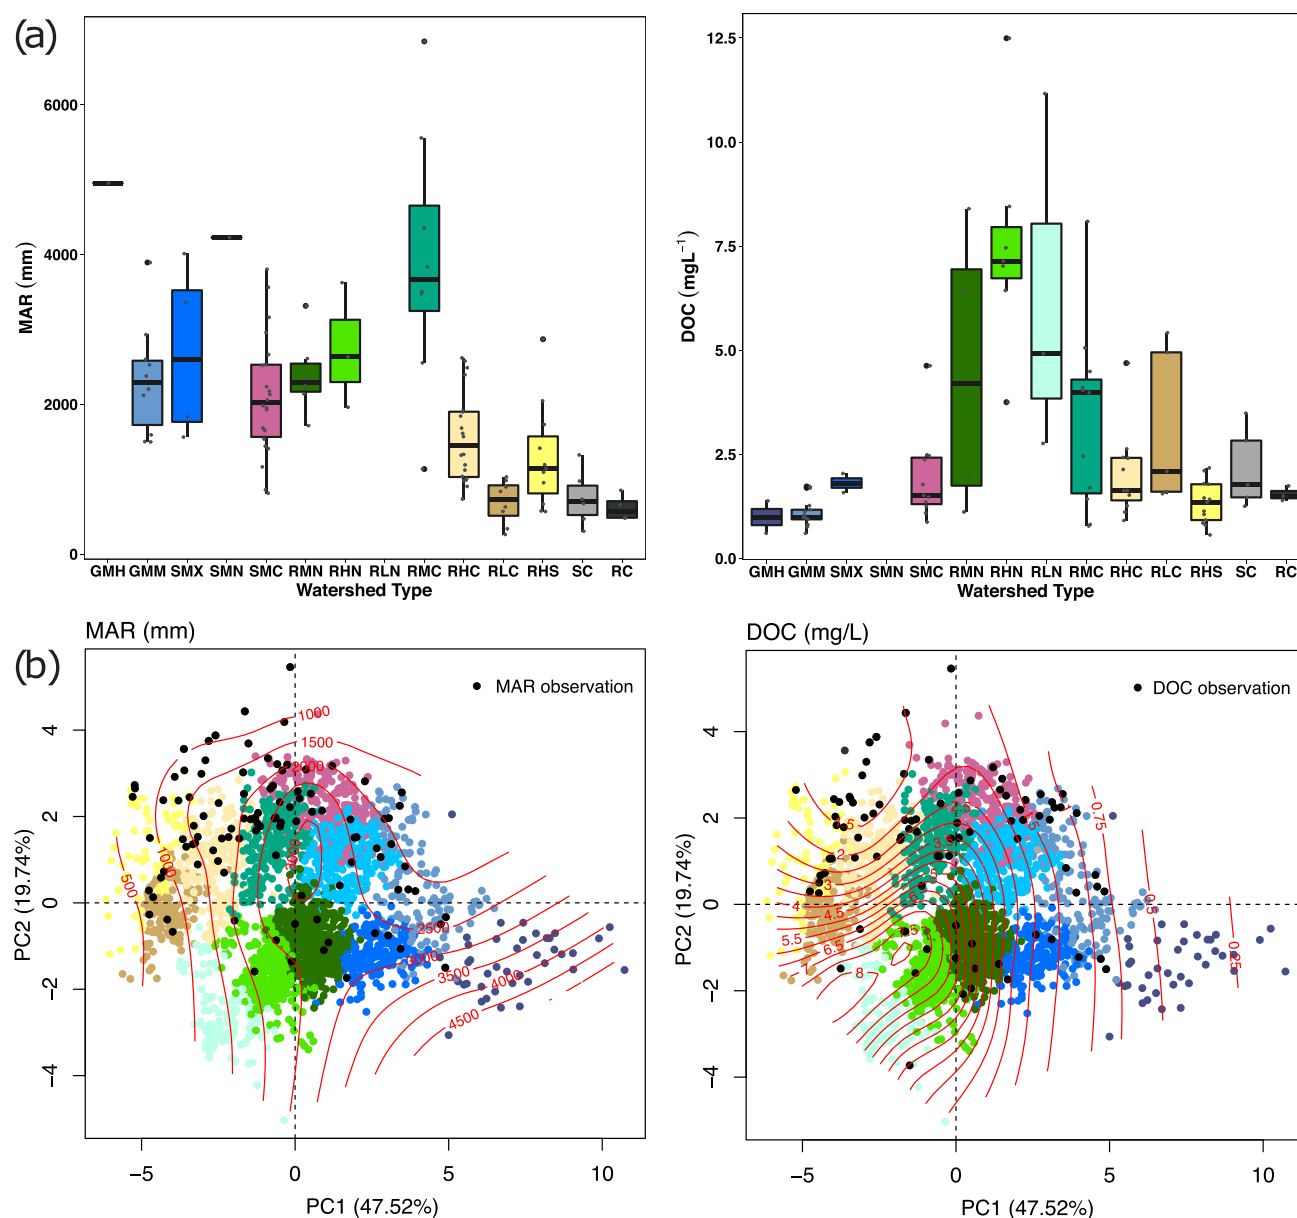 (a)
6000
4000
2000
0
MAR (mm)
GMH GMM SMX SMN SMC RMN RHN RLN RMC RHC RLC RHS SC RC
Watershed Type
12.5
10.0
7.5
5.0
2.5
0.0
DOC (mgL−1)
GMH GMM SMX SMN SMC RMN RHN RLN RMC RHC RLC RHS SC RC
Watershed Type
(b)
MAR (mm)
MAR observation
1000
1500
2000
3000
1000
500
2500
3000
3500
4000
4500
4
2
0
−2
−4
PC2 (19.74%)
−5 0 5 10
PC1 (47.52%)
DOC (mg/L)
DOC observation
0.75
0.5
0.25
2
3
4
4.5
5.5
6.5
8
4
2
0
−2
−4
PC2 (19.74%)
−5 0 5 10
PC1 (47.52%)